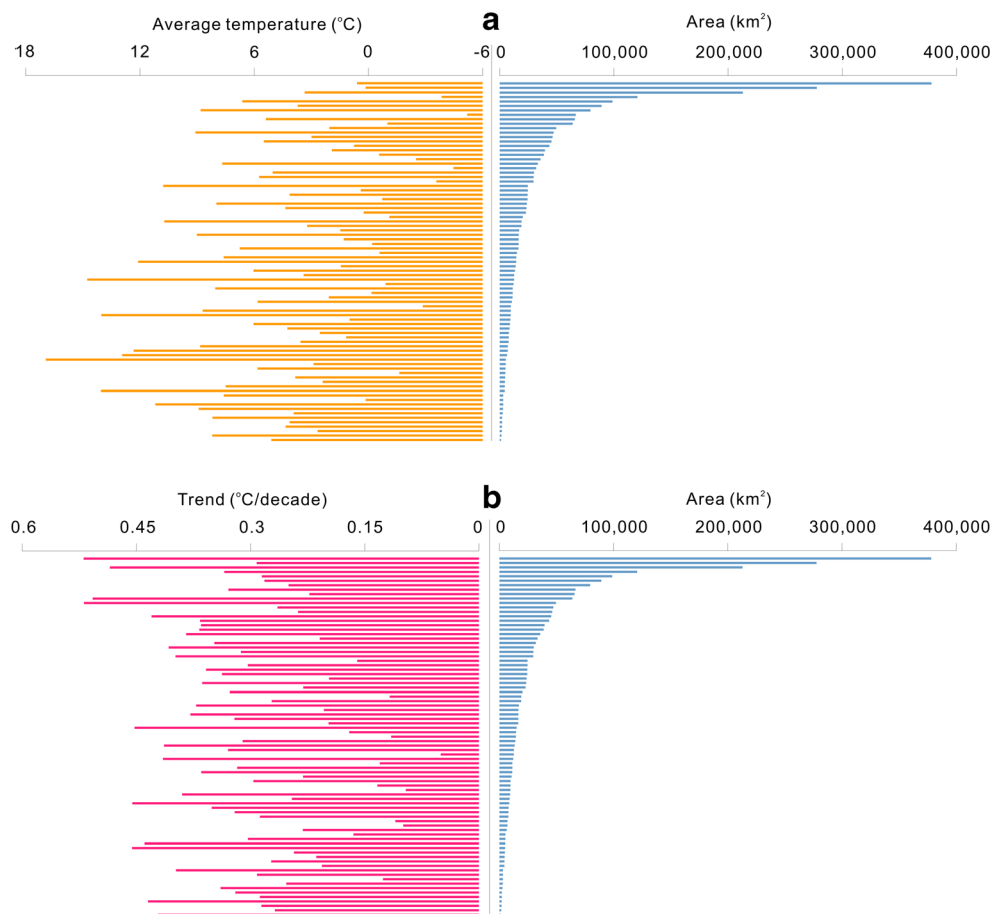 Average temperature (°C) a Area (km²)
18 12 6 0 -6 0 100,000 200,000 300,000 400,000
Trend (°C/decade) b Area (km²)
0.6 0.45 0.3 0.15 0 0 100,000 200,000 300,000 400,000